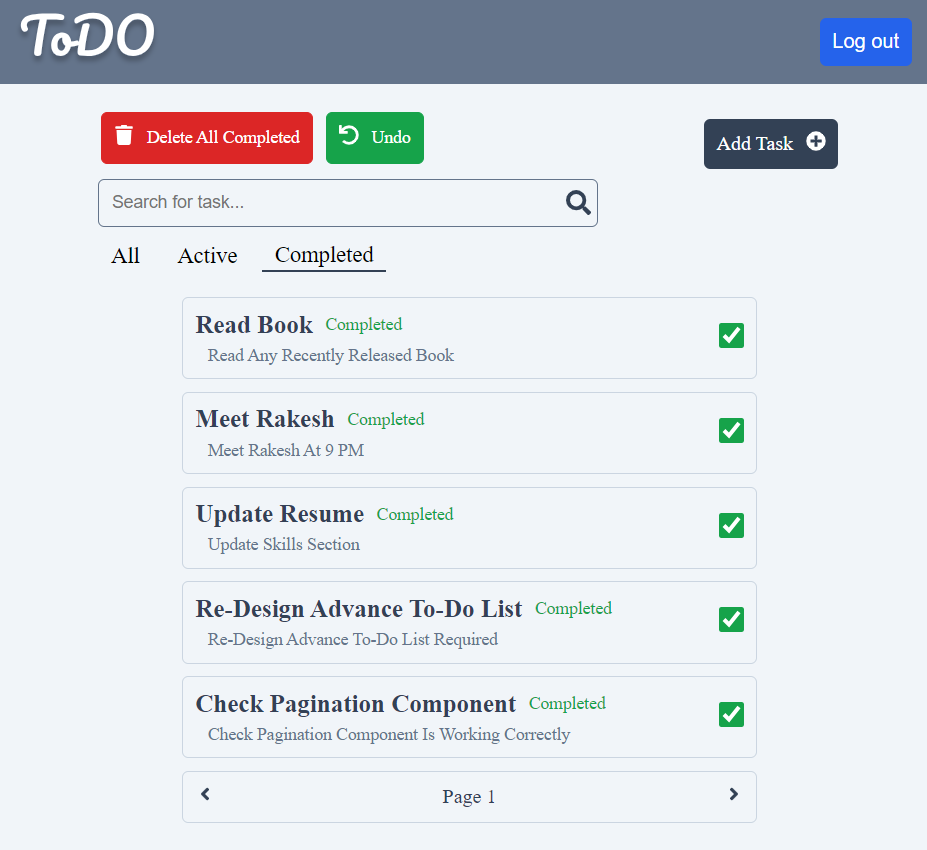 ToDO
Log out
Delete All Completed
Undo
Add Task
Search for task...
All Active Completed
Read Book Completed
Read Any Recently Released Book
Meet Rakesh Completed
Meet Rakesh At 9 PM
Update Resume Completed
Update Skills Section
Re-Design Advance To-Do List Completed
Re-Design Advance To-Do List Required
Check Pagination Component Completed
Check Pagination Component Is Working Correctly
Page 1